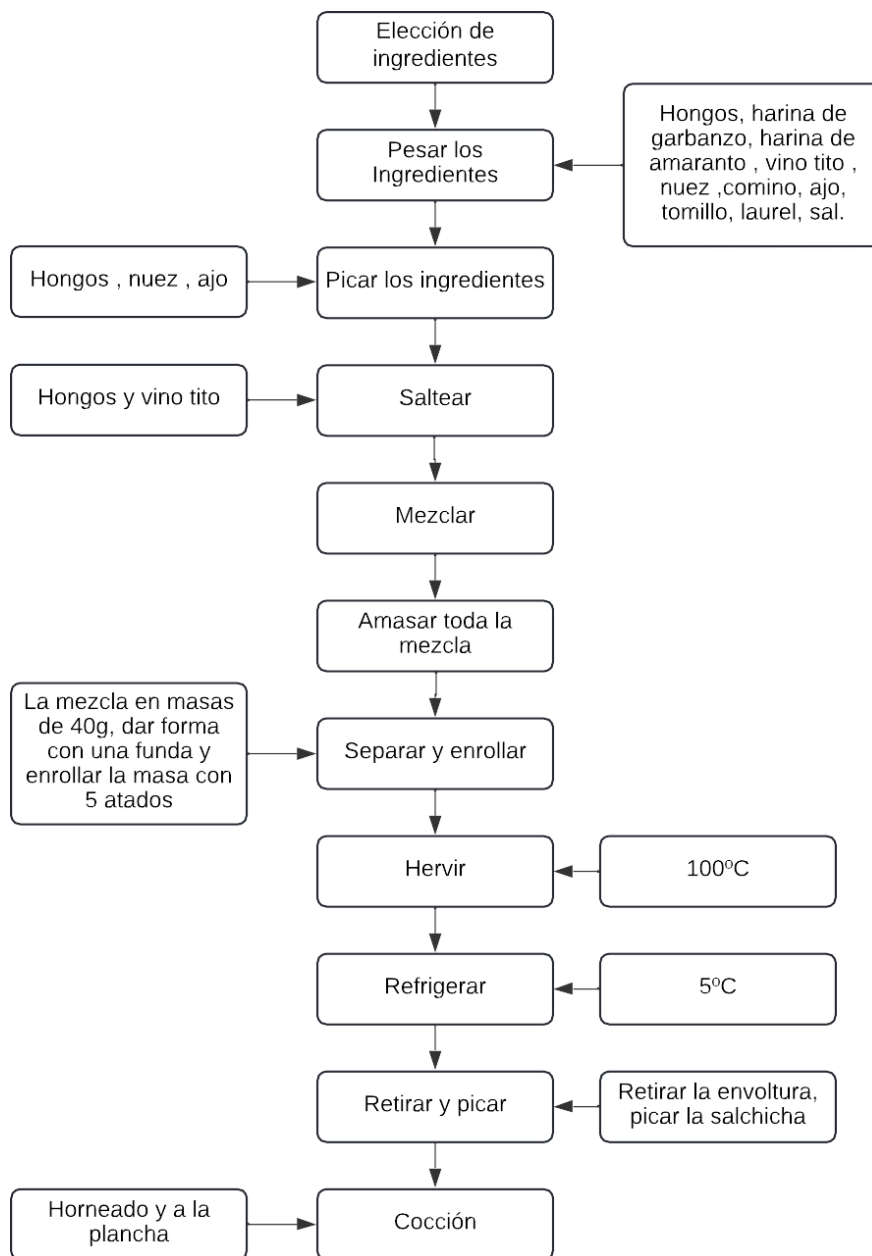 Elección de
ingredientes
Pesar los
Ingredientes
Hongos, harina de
garbanzo, harina de
amaranto , vino tito ,
nuez ,comino, ajo,
tomillo, laurel, sal.
Hongos , nuez , ajo
Picar los ingredientes
Hongos y vino tito
Saltear
Mezclar
Amasar toda la
mezcla
La mezcla en masas
de 40g, dar forma
con una funda y
enrollar la masa con
5 atados
Separar y enrollar
Hervir
100ºC
Refrigerar
5ºC
Retirar y picar
Retirar la envoltura,
picar la salchicha
Horneado y a la
plancha
Cocción